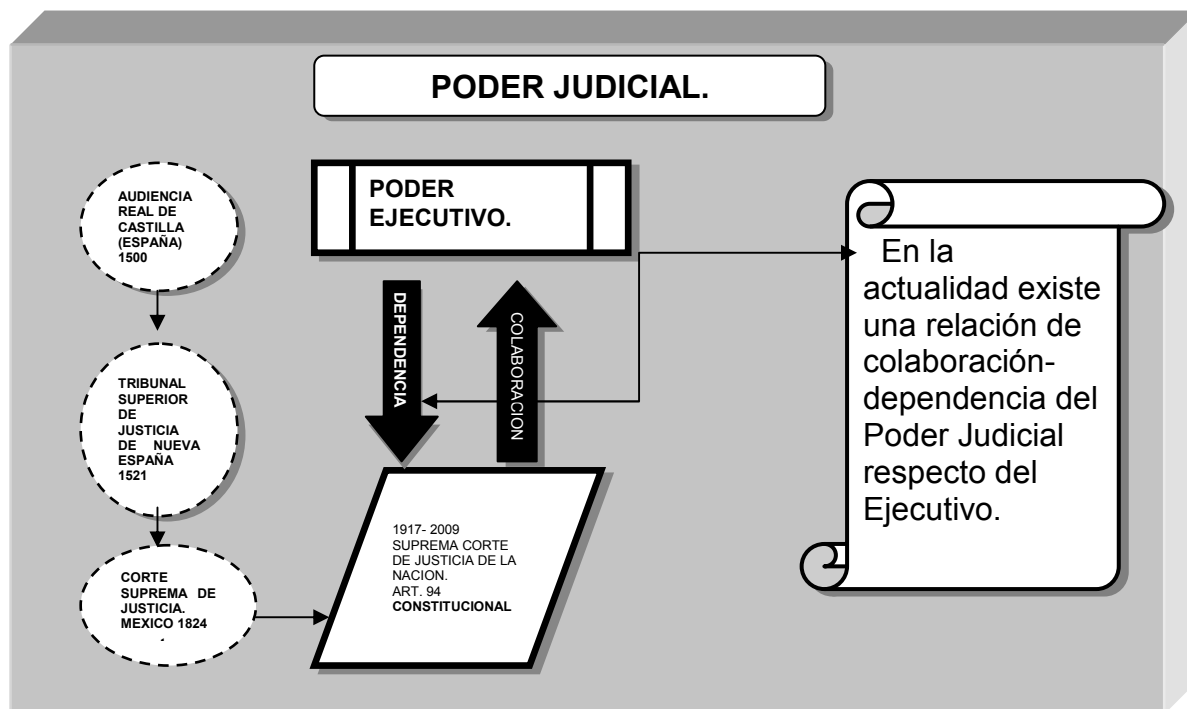 PODER JUDICIAL.
AUDIENCIA
REAL DE
CASTILLA
(ESPAÑA)
1500
TRIBUNAL
SUPERIOR
DE
JUSTICIA
DE NUEVA
ESPAÑA
1521
CORTE
SUPREMA DE
JUSTICIA.
MEXICO 1824
PODER
EJECUTIVO.
DEPENDENCIA
COLABORACION
1917- 2009
SUPREMA CORTE
DE JUSTICIA DE LA
NACION.
ART. 94
CONSTITUCIONAL
En la
actualidad existe
una relación de
colaboración-
dependencia del
Poder Judicial
respecto del
Ejecutivo.